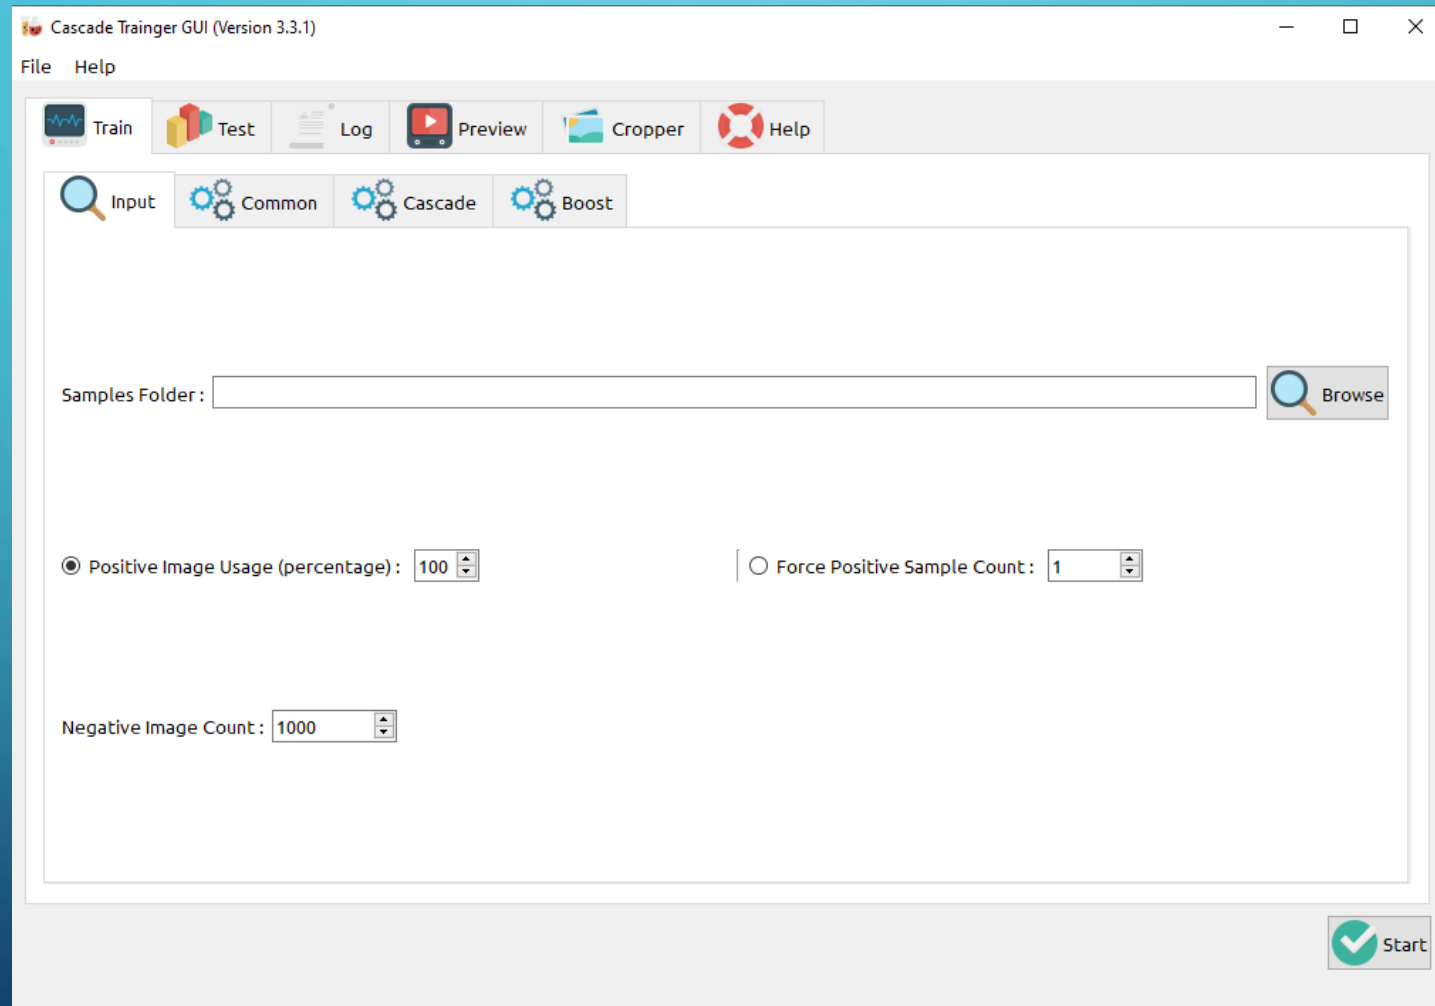 Cascade Trainger GUI (Version 3.3.1)
File Help
Train Test Log Preview Cropper Help
Input Common Cascade Boost
Samples Folder : Browse
Positive Image Usage (percentage) : 100 Force Positive Sample Count : 1
Negative Image Count : 1000
Start